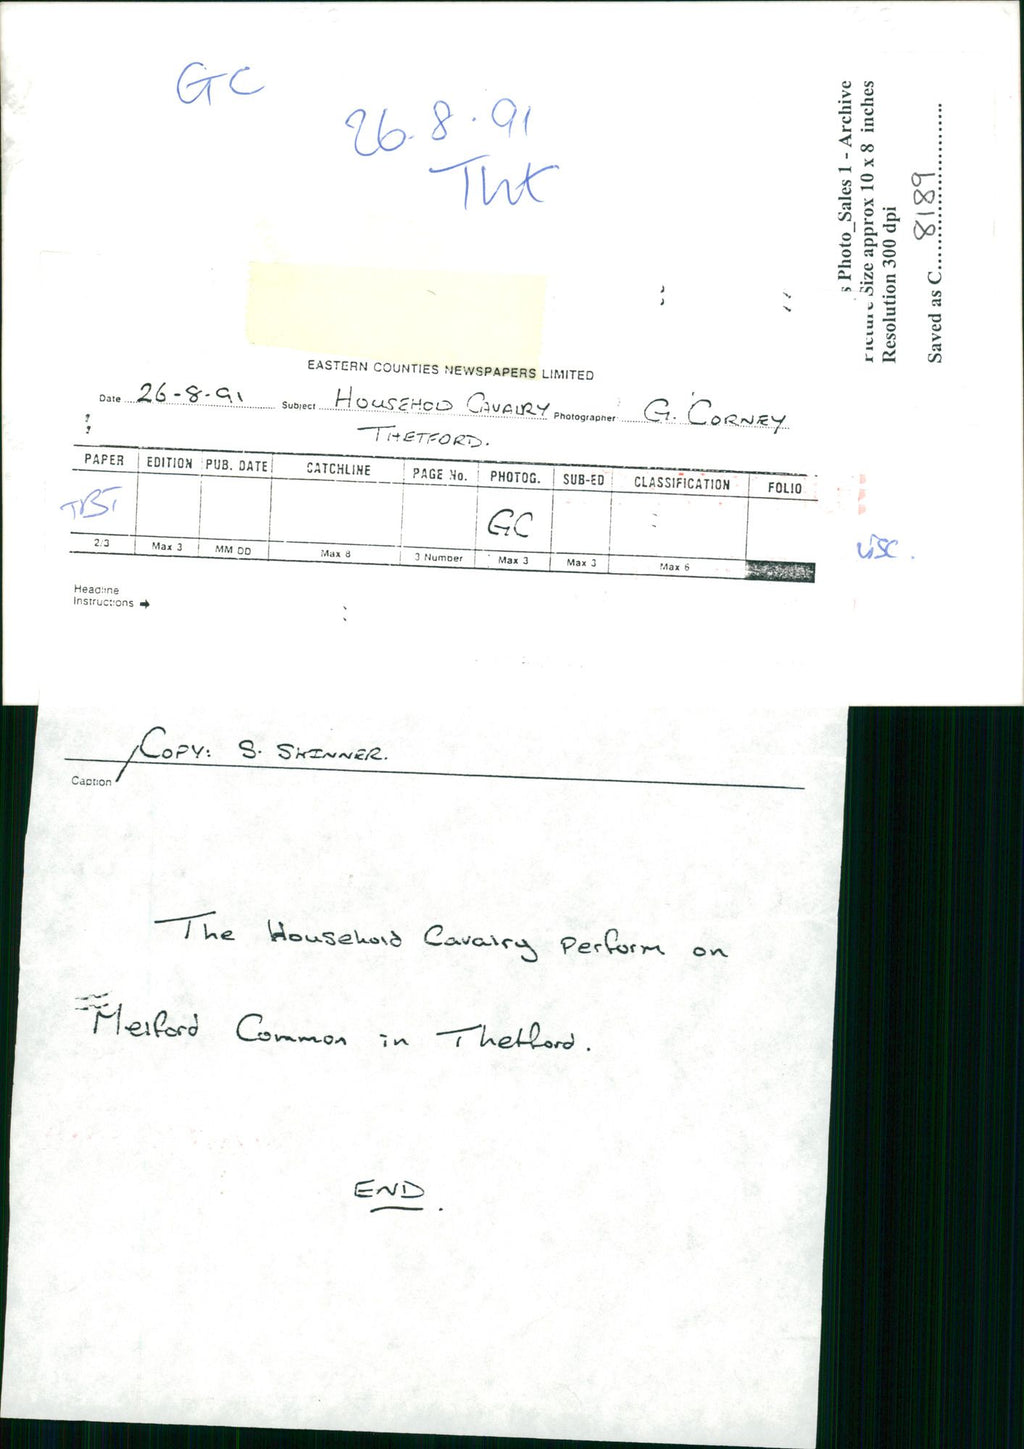 GC
26.8.91
Tht
s Photo_Sales 1 - Archive
Picture Size approx 10 x 8 inches
Resolution 300 dpi
Saved as C..........8189..........
EASTERN COUNTIES NEWSPAPERS LIMITED
Date 26-8-91 Subject HOUSEHOLD CAVALRY Photographer G. CORNEY
THETFORD.
PAPER EDITION PUB. DATE CATCHLINE PAGE No. PHOTOG. SUB-ED CLASSIFICATION FOLIO
TBT GC
2/3 Max 3 MM DD Max 8 3 Number Max 3 Max 3 Max 6
Headline
Instructions ➔
COPY: S. SKINNER.
Caption
The Household Cavalry perform on
Melford Common in Thetford.
END.